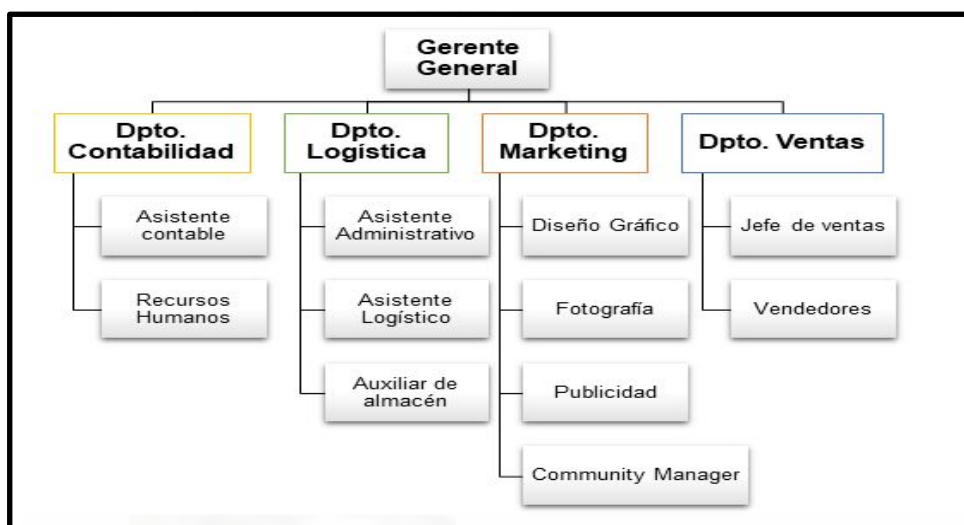 Gerente
General
Dpto.
Contabilidad
Dpto.
Logística
Dpto.
Marketing
Dpto. Ventas
Asistente
contable
Recursos
Humanos
Asistente
Administrativo
Asistente
Logístico
Auxiliar de
almacén
Diseño Gráfico
Fotografía
Publicidad
Community Manager
Jefe de ventas
Vendedores